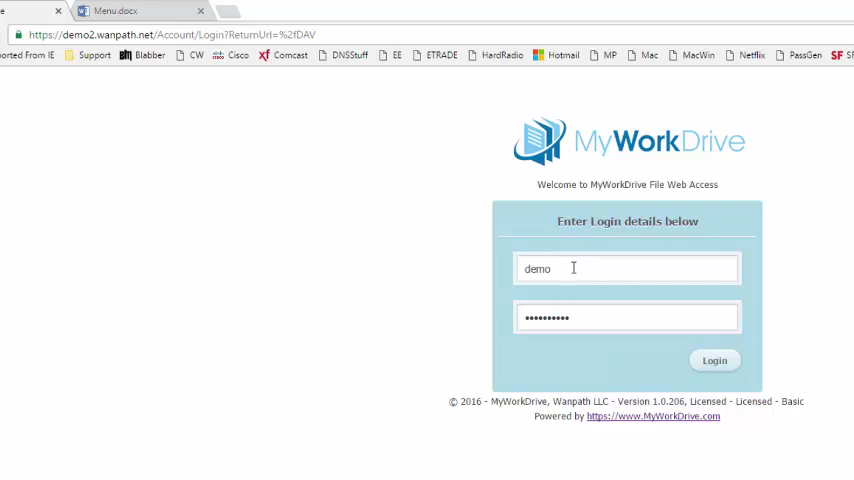 e
Menu.docx
https://demo2.wanpath.net/Account/Login?ReturnUrl=%2fDAV
orted From IE Support Blabber CW Cisco Comcast DNSStuff EE ETRADE HardRadio Hotmail MP Mac MacWin Netflix PassGen SF
MyWorkDrive
Welcome to MyWorkDrive File Web Access
Enter Login details below
demo
••••••••••
Login
© 2016 - MyWorkDrive, Wanpath LLC - Version 1.0.206, Licensed - Licensed - Basic
Powered by https://www.MyWorkDrive.com